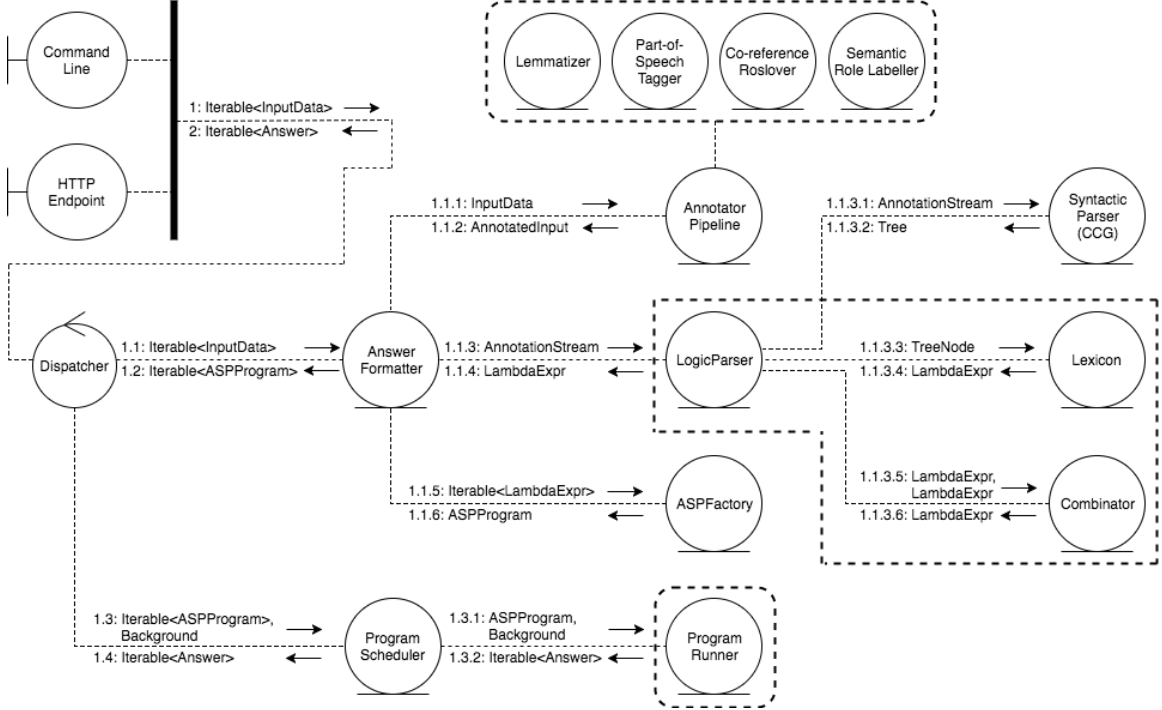 Command
Line
HTTP
Endpoint
1: Iterable<InputData>
2: Iterable<Answer>
Lemmatizer
Part-of-
Speech
Tagger
Co-reference
Roslover
Semantic
Role Labeller
1.1.1: InputData
1.1.2: AnnotatedInput
Annotator
Pipeline
1.1.3.1: AnnotationStream
1.1.3.2: Tree
Syntactic
Parser
(CCG)
Dispatcher
1.1: Iterable<InputData>
1.2: Iterable<ASPProgram>
Answer
Formatter
1.1.3: AnnotationStream
1.1.4: LambdaExpr
LogicParser
1.1.3.3: TreeNode
1.1.3.4: LambdaExpr
Lexicon
1.1.5: Iterable<LambdaExpr>
1.1.6: ASPProgram
ASPFactory
1.1.3.5: LambdaExpr,
LambdaExpr
1.1.3.6: LambdaExpr
Combinator
1.3: Iterable<ASPProgram>,
Background
1.4: Iterable<Answer>
Program
Scheduler
1.3.1: ASPProgram,
Background
1.3.2: Iterable<Answer>
Program
Runner